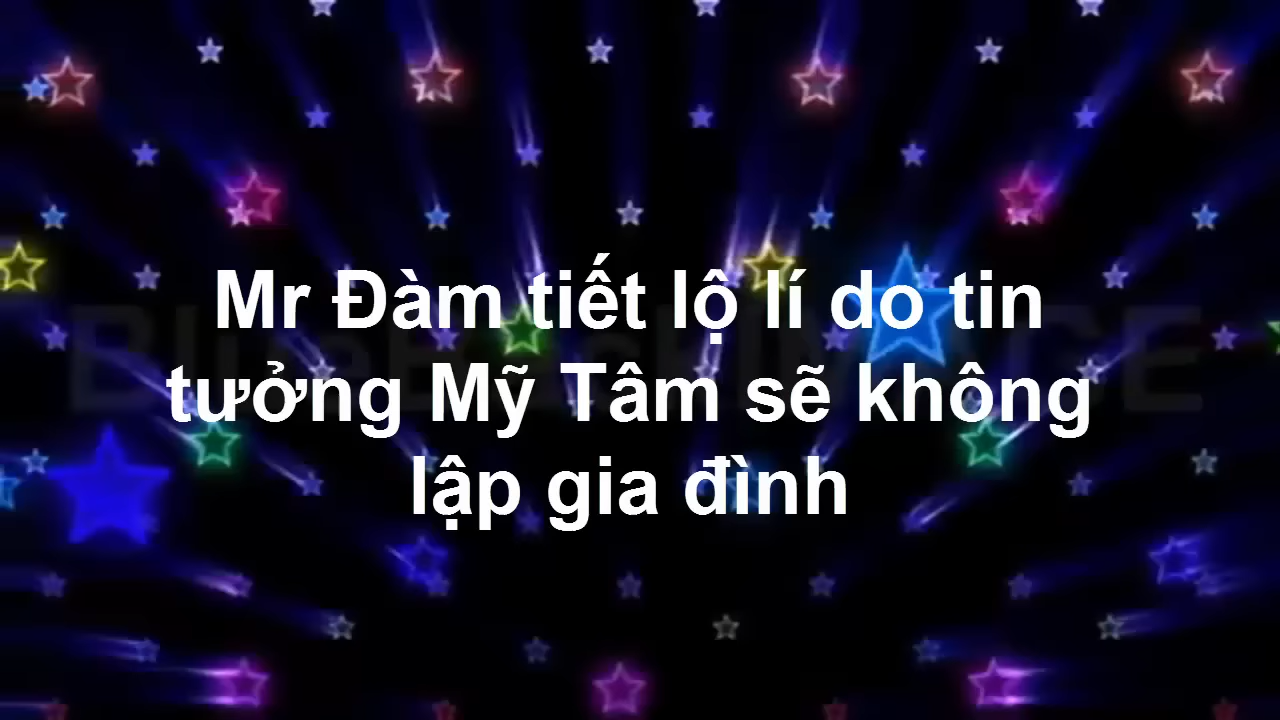 Mr Đàm tiết lộ lí do tin
tưởng Mỹ Tâm sẽ không
lập gia đình